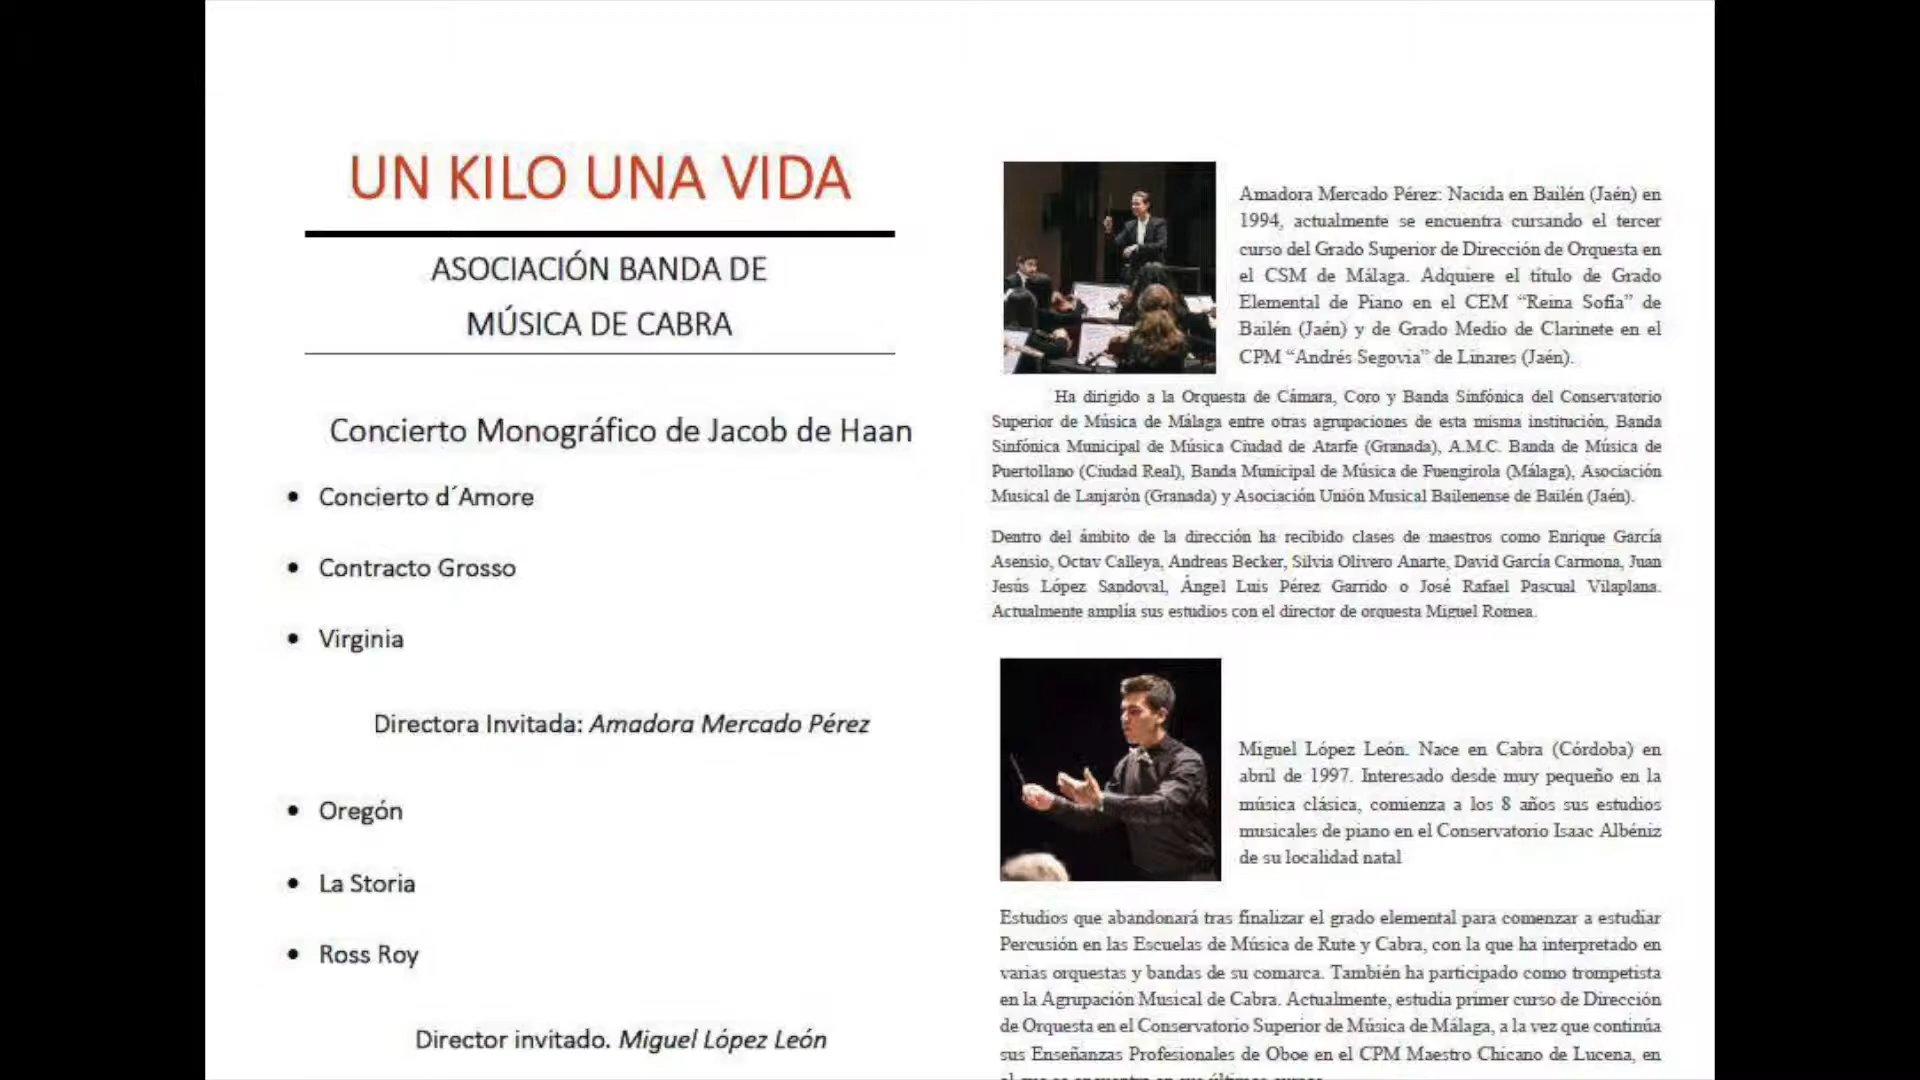 UN KILO UNA VIDA
ASOCIACIÓN BANDA DE
MÚSICA DE CABRA
Concierto Monográfico de Jacob de Haan
• Concierto d´Amore
• Contracto Grosso
• Virginia
Directora Invitada: Amadora Mercado Pérez
• Oregón
• La Storia
• Ross Roy
Director invitado. Miguel López León
Amadora Mercado Pérez: Nacida en Bailén (Jaén) en
1994, actualmente se encuentra cursando el tercer
curso del Grado Superior de Dirección de Orquesta en
el CSM de Málaga. Adquiere el título de Grado
Elemental de Piano en el CEM “Reina Sofía” de
Bailén (Jaén) y de Grado Medio de Clarinete en el
CPM “Andrés Segovia” de Linares (Jaén).
Ha dirigido a la Orquesta de Cámara, Coro y Banda Sinfónica del Conservatorio
Superior de Música de Málaga entre otras agrupaciones de esta misma institución, Banda
Sinfónica Municipal de Música Ciudad de Atarfe (Granada), A.M.C. Banda de Música de
Puertollano (Ciudad Real), Banda Municipal de Música de Fuengirola (Málaga), Asociación
Musical de Lanjarón (Granada) y Asociación Unión Musical Bailenense de Bailén (Jaén).
Dentro del ámbito de la dirección ha recibido clases de maestros como Enrique García
Asensio, Octav Calleya, Andreas Becker, Silvia Olivero Anarte, David García Carmona, Juan
Jesús López Sandoval, Ángel Luis Pérez Garrido o José Rafael Pascual Vilaplana.
Actualmente amplía sus estudios con el director de orquesta Miguel Romea.
Miguel López León. Nace en Cabra (Córdoba) en
abril de 1997. Interesado desde muy pequeño en la
música clásica, comienza a los 8 años sus estudios
musicales de piano en el Conservatorio Isaac Albéniz
de su localidad natal
Estudios que abandonará tras finalizar el grado elemental para comenzar a estudiar
Percusión en las Escuelas de Música de Rute y Cabra, con la que ha interpretado en
varias orquestas y bandas de su comarca. También ha participado como trompetista
en la Agrupación Musical de Cabra. Actualmente, estudia primer curso de Dirección
de Orquesta en el Conservatorio Superior de Música de Málaga, a la vez que continúa
sus Enseñanzas Profesionales de Oboe en el CPM Maestro Chicano de Lucena, en